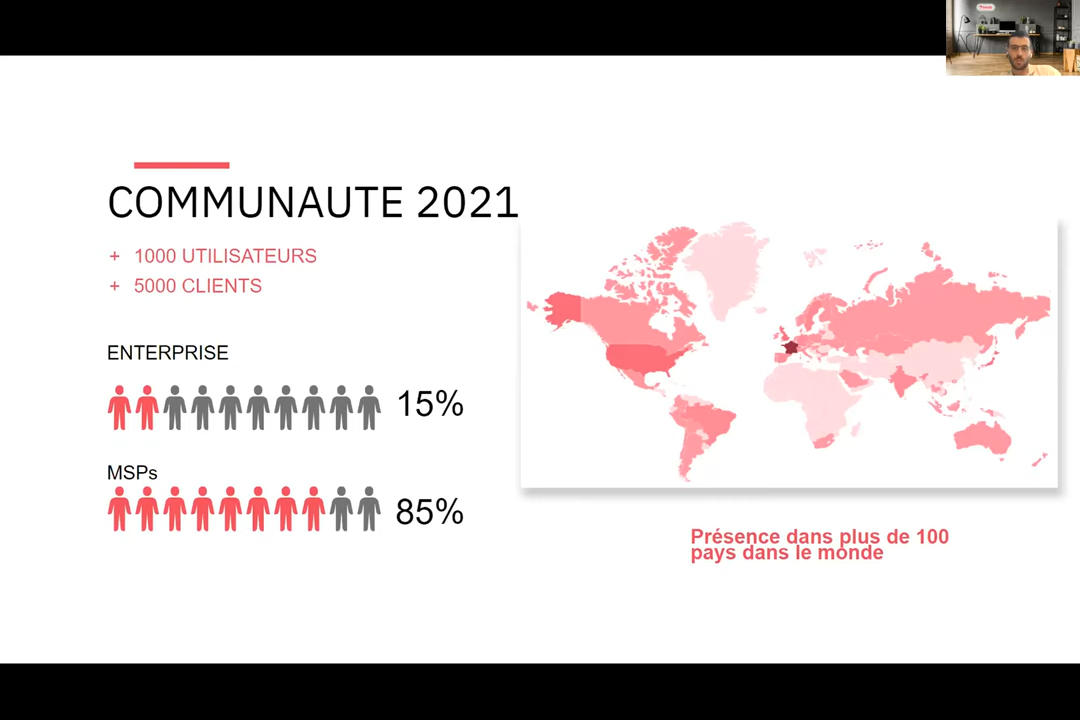 COMMUNAUTE 2021
+ 1000 UTILISATEURS
+ 5000 CLIENTS
ENTERPRISE
15%
MSPs
85%
Présence dans plus de 100
pays dans le monde